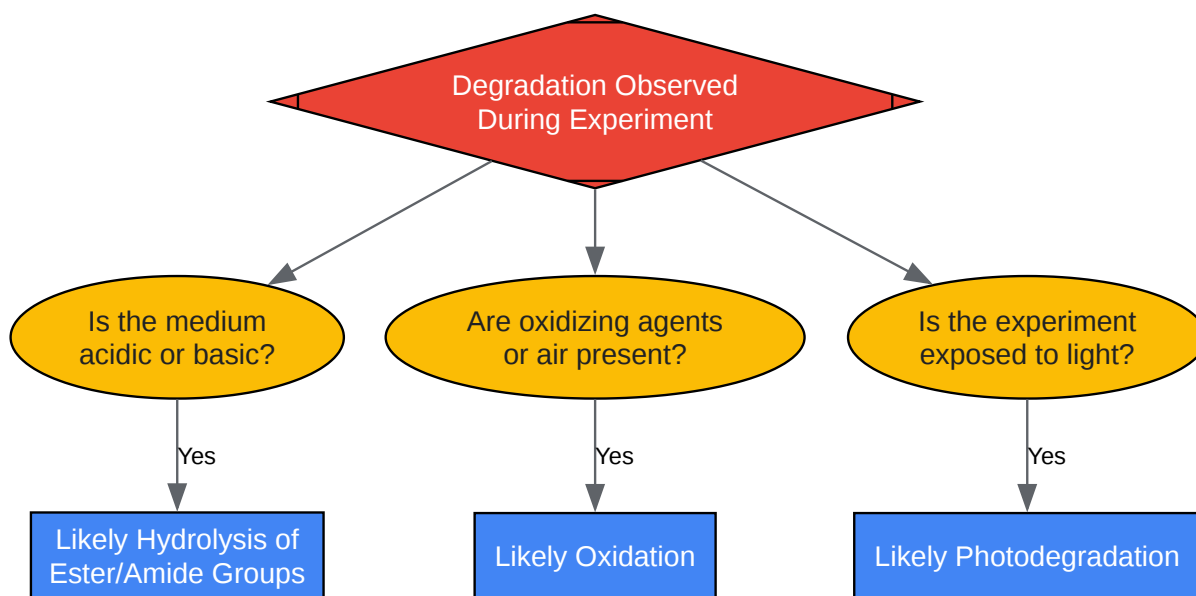 Degradation Observed
During Experiment
Is the medium
acidic or basic?
Are oxidizing agents
or air present?
Is the experiment
exposed to light?
Yes
Yes
Yes
Likely Hydrolysis of
Ester/Amide Groups
Likely Oxidation
Likely Photodegradation